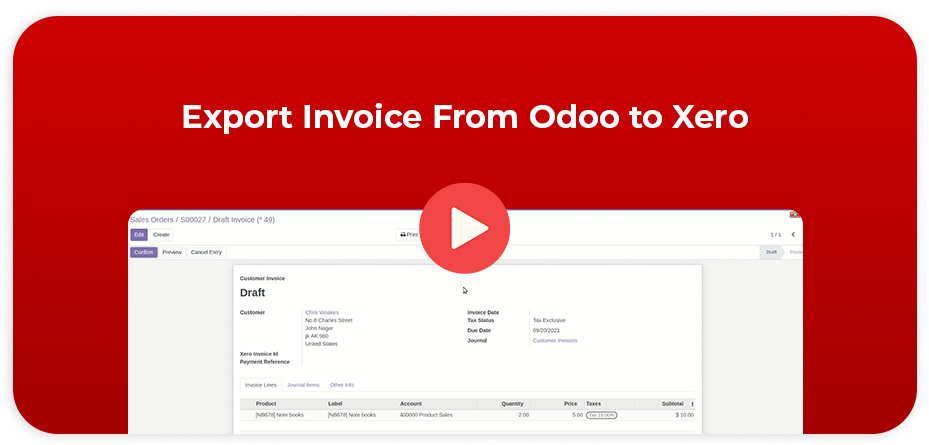 Export Invoice From Odoo to Xero
Sales Orders / S00027 / Draft Invoice (* 49)
Edit Create Print 1 / 1
Confirm Preview Cancel Entry Draft
Customer Invoice
Draft
Customer Chris Woakes Invoice Date
No.8 Charles Street Tax Status Tax Exclusive
John Nagar Due Date 09/20/2021
jk AK 980 Journal Customer Invoices
United States
Xero Invoice Id
Payment Reference
Invoice Lines Journal Items Other Info
Product Label Account Quantity Price Taxes Subtotal
[NB678] Note books [NB678] Note books 400000 Product Sales 2.00 5.00 Tax 15.00% $ 10.00